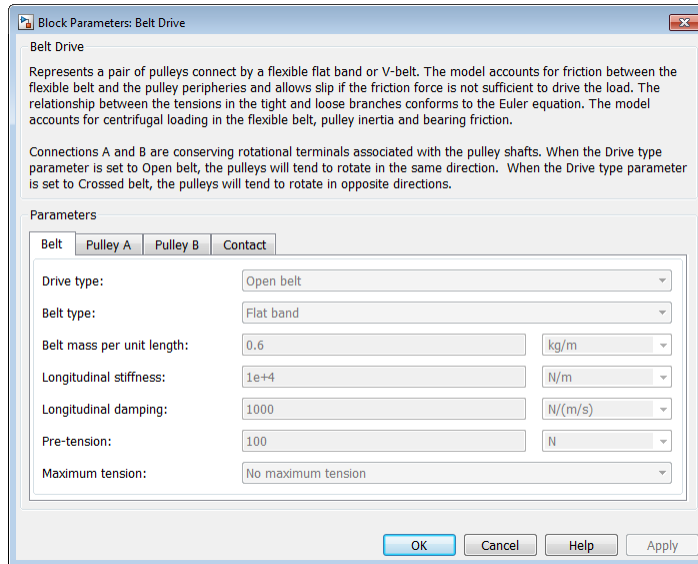 Block Parameters: Belt Drive
Belt Drive
Represents a pair of pulleys connect by a flexible flat band or V-belt. The model accounts for friction between the
flexible belt and the pulley peripheries and allows slip if the friction force is not sufficient to drive the load. The
relationship between the tensions in the tight and loose branches conforms to the Euler equation. The model
accounts for centrifugal loading in the flexible belt, pulley inertia and bearing friction.
Connections A and B are conserving rotational terminals associated with the pulley shafts. When the Drive type
parameter is set to Open belt, the pulleys will tend to rotate in the same direction.  When the Drive type parameter
is set to Crossed belt, the pulleys will tend to rotate in opposite directions.
Parameters
Belt Pulley A Pulley B Contact
Drive type: Open belt
Belt type: Flat band
Belt mass per unit length: 0.6 kg/m
Longitudinal stiffness: 1e+4 N/m
Longitudinal damping: 1000 N/(m/s)
Pre-tension: 100 N
Maximum tension: No maximum tension
OK Cancel Help Apply